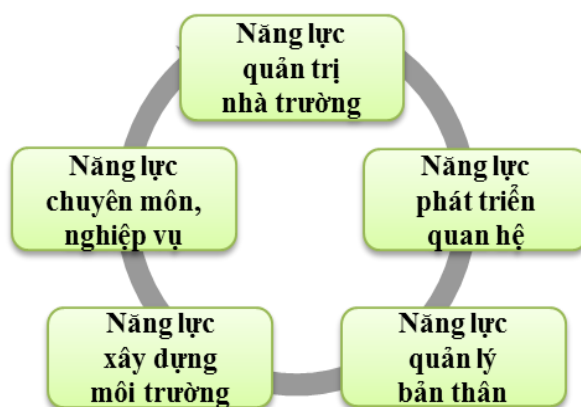 Năng lực
quản trị
nhà trường
Năng lực
chuyên môn,
nghiệp vụ
Năng lực
phát triển
quan hệ
Năng lực
xây dựng
môi trường
Năng lực
quản lý
bản thân